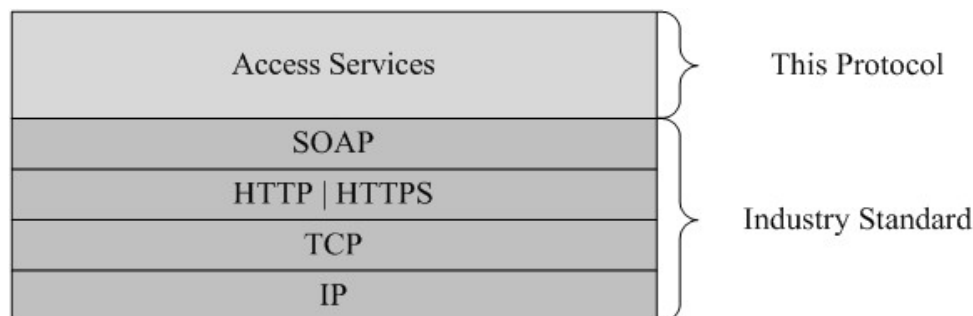 Access Services
This Protocol
SOAP
HTTP | HTTPS
Industry Standard
TCP
IP